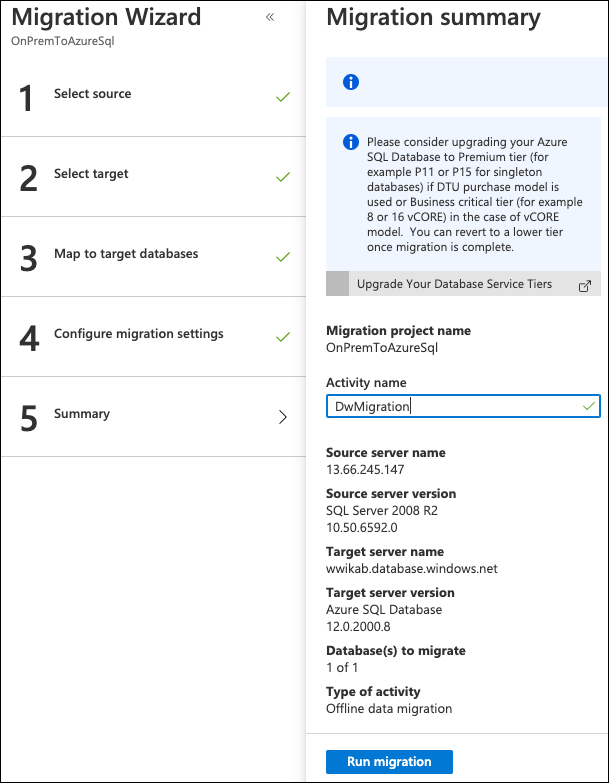 Migration Wizard
«
OnPremToAzureSql
1 Select source
2 Select target
3 Map to target databases
4 Configure migration settings
5 Summary
Migration summary
Please consider upgrading your Azure
SQL Database to Premium tier (for
example P11 or P15 for singleton
databases) if DTU purchase model is
used or Business critical tier (for example
8 or 16 vCORE) in the case of vCORE
model. You can revert to a lower tier
once migration is complete.
Upgrade Your Database Service Tiers
Migration project name
OnPremToAzureSql
Activity name
DwMigration
Source server name
13.66.245.147
Source server version
SQL Server 2008 R2
10.50.6592.0
Target server name
wwikab.database.windows.net
Target server version
Azure SQL Database
12.0.2000.8
Database(s) to migrate
1 of 1
Type of activity
Offline data migration
Run migration